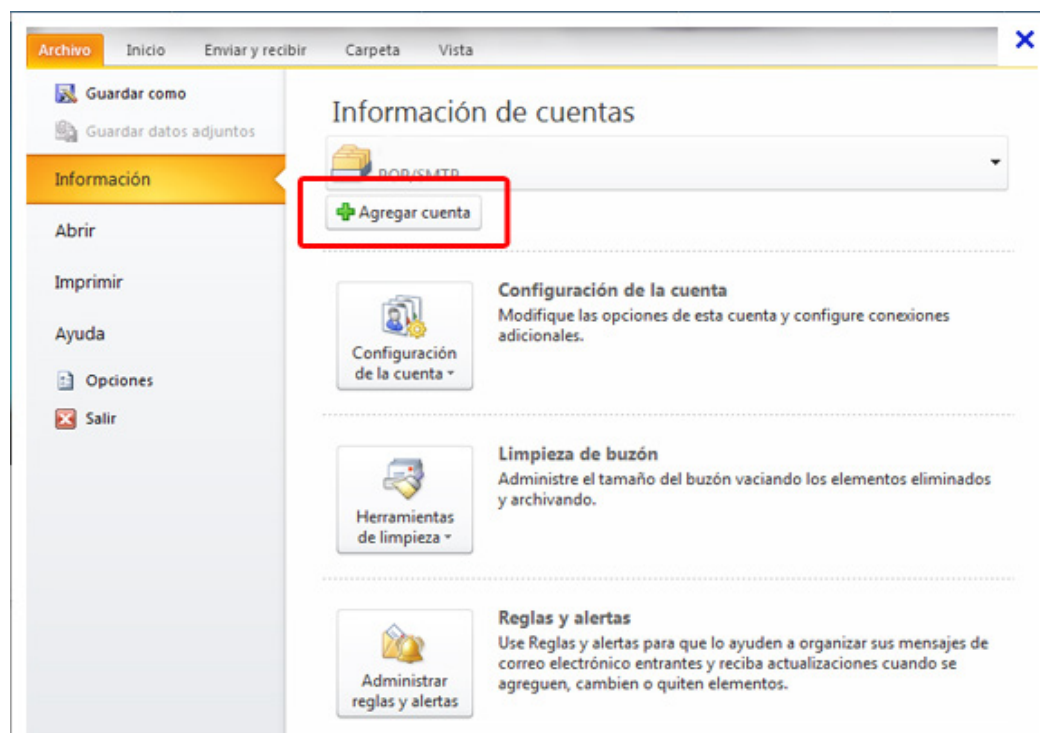 Archivo Inicio Enviar y recibir Carpeta Vista
Guardar como
Guardar datos adjuntos
Información
Abrir
Imprimir
Ayuda
Opciones
Salir
Información de cuentas
POP/SMTP
Agregar cuenta
Configuración
de la cuenta
Configuración de la cuenta
Modifique las opciones de esta cuenta y configure conexiones
adicionales.
Herramientas
de limpieza
Limpieza de buzón
Administre el tamaño del buzón vaciando los elementos eliminados
y archivando.
Administrar
reglas y alertas
Reglas y alertas
Use Reglas y alertas para que lo ayuden a organizar sus mensajes de
correo electrónico entrantes y reciba actualizaciones cuando se
agreguen, cambien o quiten elementos.